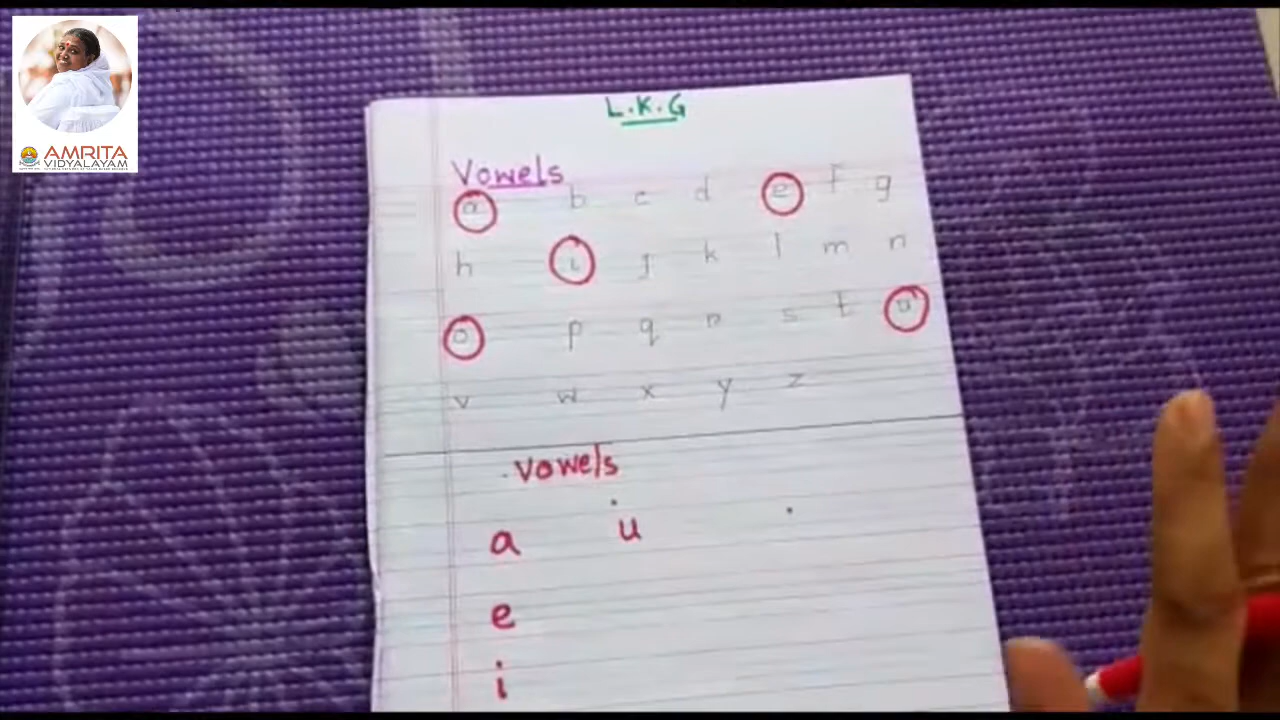 AMRITA
VIDYALAYAM
L.K.G
Vowels
a b c d e f g
h i j k l m n
o p q r s t u
v w x y z
Vowels
a u
e
i